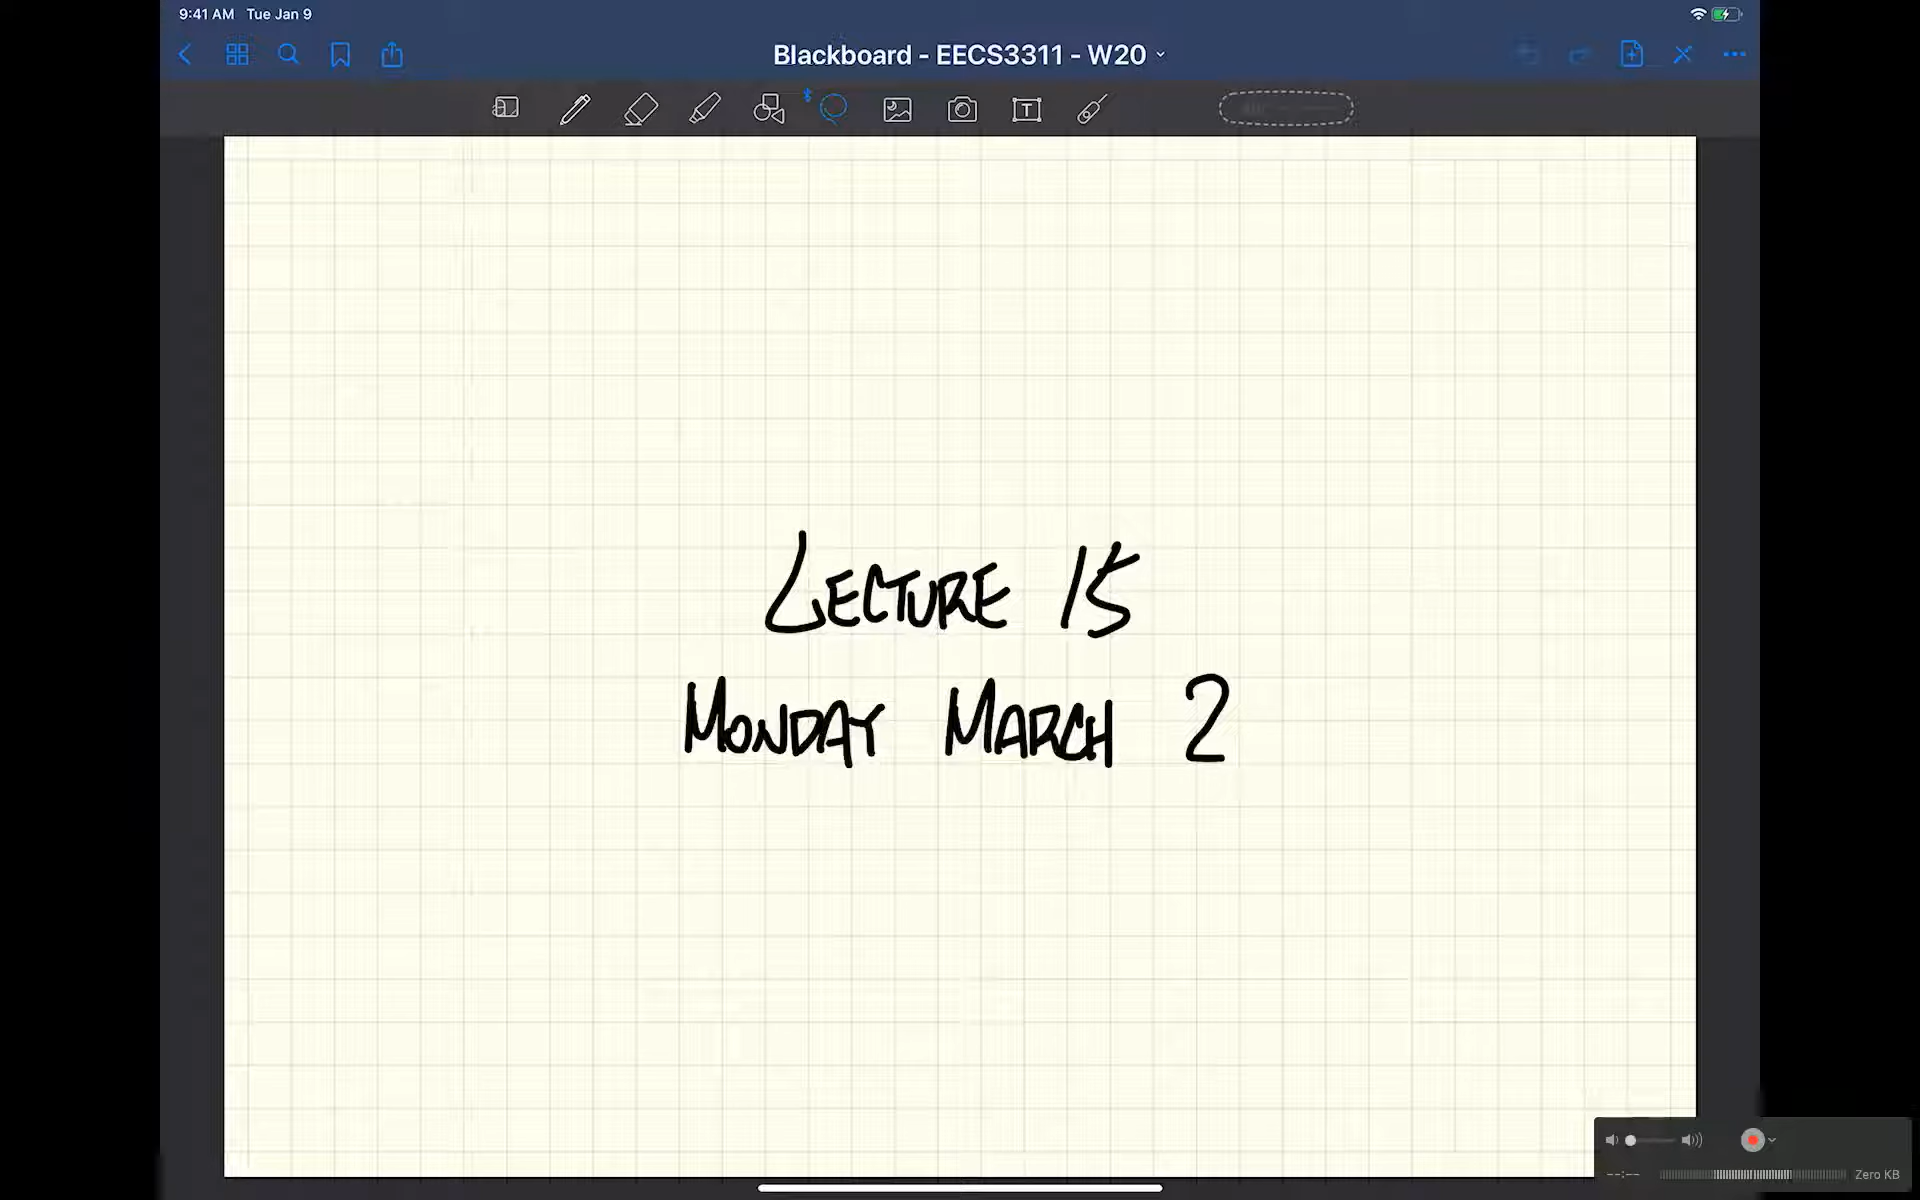 9:41 AM Tue Jan 9
Blackboard - EECS3311 - W20
T
LECTURE 15
MONDAY MARCH 2
--:-- Zero KB